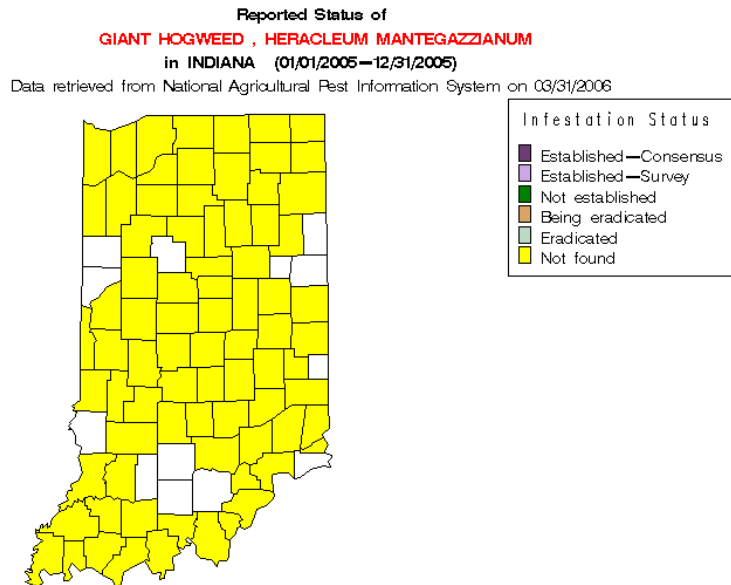 Reported Status of
GIANT HOGWEED , HERACLEUM MANTEGAZZIANUM
in INDIANA (01/01/2005—12/31/2005)
Data retrieved from National Agricultural Pest Information System on 03/31/2006
Infestation Status
Established—Consensus
Established—Survey
Not established
Being eradicated
Eradicated
Not found